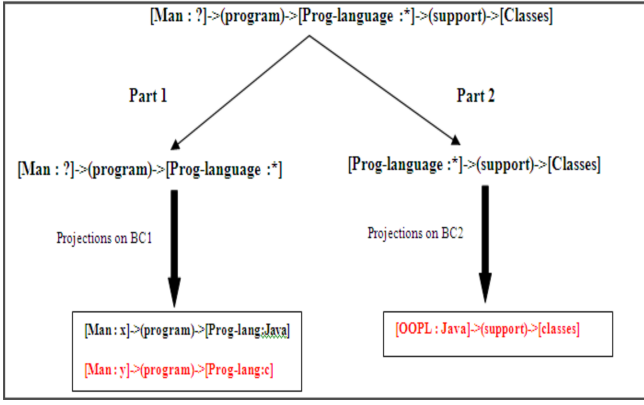 [Man : ?]->(program)->[Prog-language :*]->(support)->[Classes]
Part 1
Part 2
[Man : ?]->(program)->[Prog-language :*]
[Prog-language :*]->(support)->[Classes]
Projections on BC1
Projections on BC2
[Man : x]->(program)->[Prog-lang:Java]
[OOPL : Java]->(support)->[classes]
[Man : y)->(program)->[Prog-lang:c]